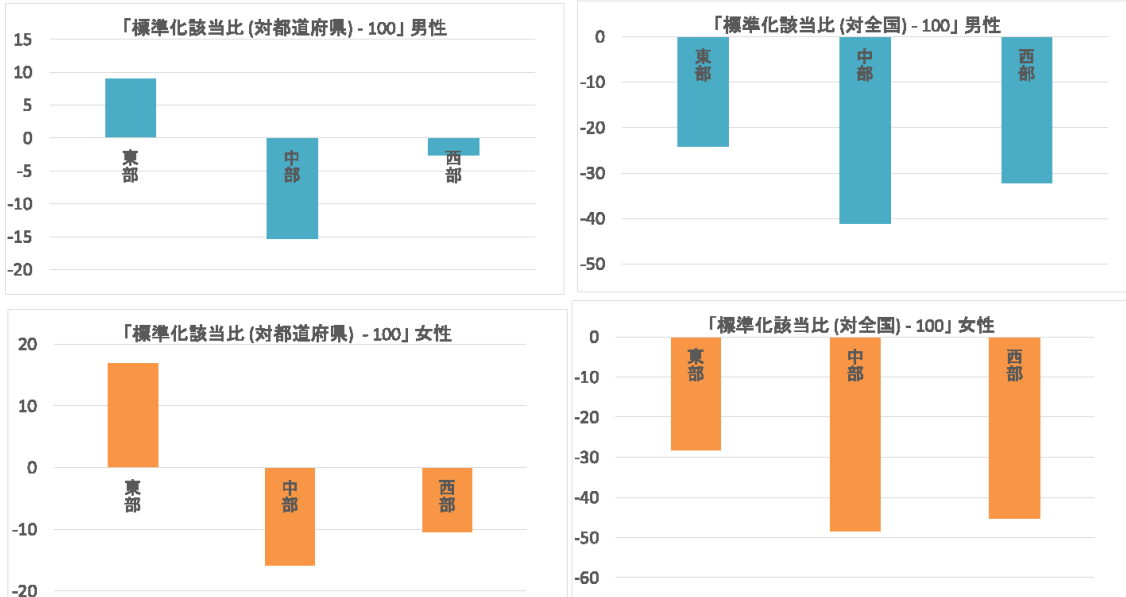 「標準化該当比 (対都道府県) - 100」 男性
15
10
5
0
-5
-10
-15
-20
東部
中部
西部
「標準化該当比 (対全国) - 100」 男性
0
-10
-20
-30
-40
-50
東部
中部
西部
「標準化該当比 (対都道府県) - 100」 女性
20
10
0
-10
-20
東部
中部
西部
「標準化該当比 (対全国) - 100」 女性
0
-10
-20
-30
-40
-50
-60
東部
中部
西部